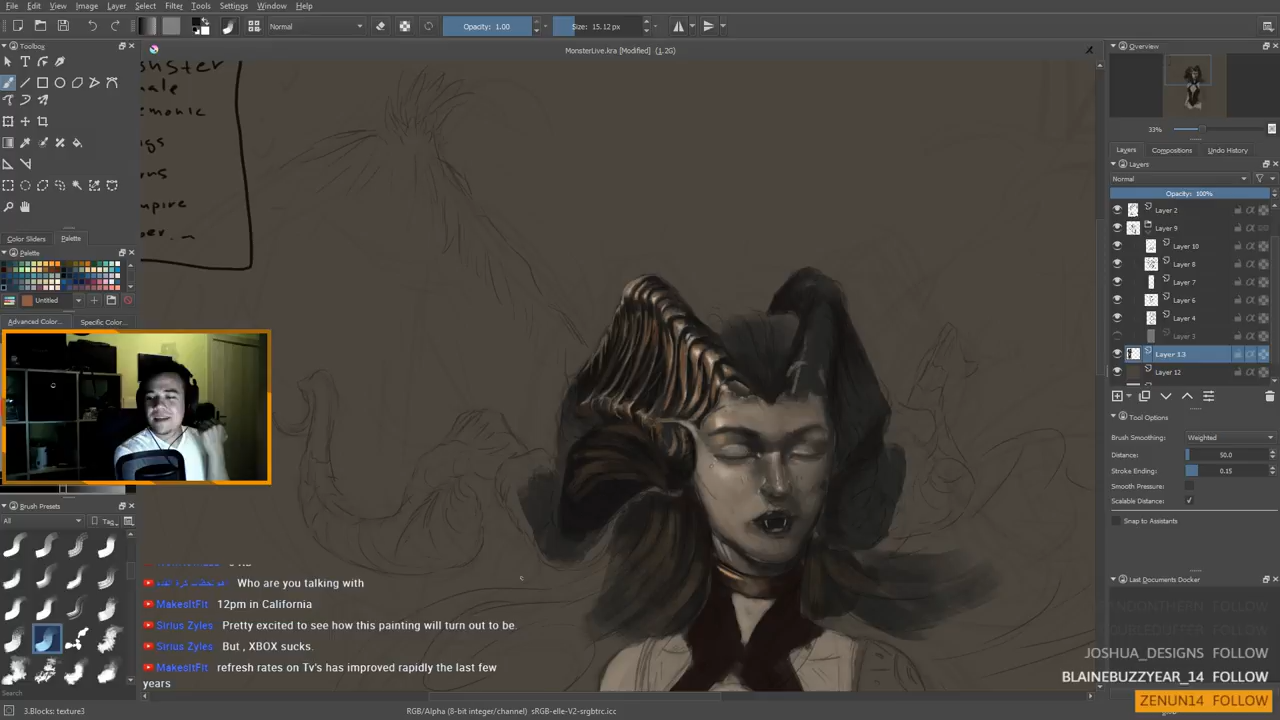 File Edit View Image Layer Select Filter Tools Settings Window Help
Normal
Opacity: 1.00
Size: 15.12 px
MonsterLive.kra [Modified] (1.2G)
Toolbox
Color Sliders Palette
Palette
Untitled
Advanced Color... Specific Color...
Brush Presets
All
Tag
Search
3.Blocks: texture3
Who are you talking with
MakesItFit 12pm in California
Sirius Zyles Pretty excited to see how this painting will turn out to be.
Sirius Zyles But , XBOX sucks.
MakesItFit refresh rates on Tv's has improved rapidly the last few
years
RGB/Alpha (8-bit integer/channel) sRGB-elle-V2-srgbtrc.icc
Overview
33%
Layers Compositions Undo History
Layers
Normal
Opacity: 100%
Layer 2
Layer 9
Layer 10
Layer 8
Layer 7
Layer 6
Layer 4
Layer 3
Layer 13
Layer 12
Tool Options
Brush Smoothing: Weighted
Distance: 50.0
Stroke Ending: 0.15
Smooth Pressure:
Scalable Distance:
Snap to Assistants
Last Documents Docker
FOLLOW
FOLLOW
JOSHUA_DESIGNS FOLLOW
BLAINEBUZZYEAR_14 FOLLOW
ZENUN14 FOLLOW